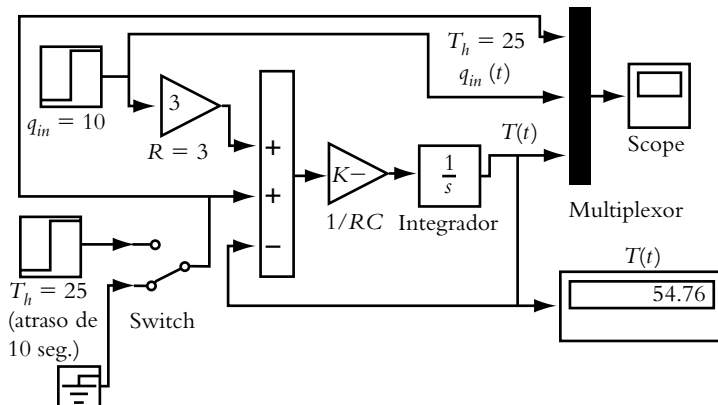 T_h = 25
q_in (t)
q_in = 10
3
R = 3
+
+
−
K−
1/RC
1
s
Integrador
T(t)
Scope
Multiplexor
T_h = 25
(atraso de
10 seg.)
Switch
T(t)
54.76